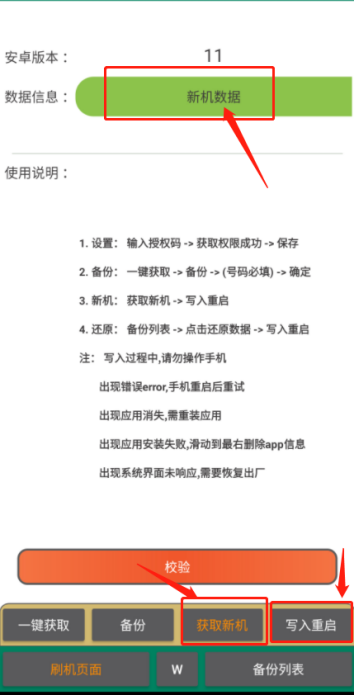 安卓版本： 11
数据信息： 新机数据
使用说明：
1. 设置： 输入授权码 -> 获取权限成功 -> 保存
2. 备份： 一键获取 -> 备份 -> (号码必填) -> 确定
3. 新机： 获取新机 -> 写入重启
4. 还原： 备份列表 -> 点击还原数据 -> 写入重启
注： 写入过程中,请勿操作手机
出现错误error,手机重启后重试
出现应用消失,需重装应用
出现应用安装失败,滑动到最右删除app信息
出现系统界面未响应,需要恢复出厂
校验
一键获取 备份 获取新机 写入重启
刷机页面 W 备份列表